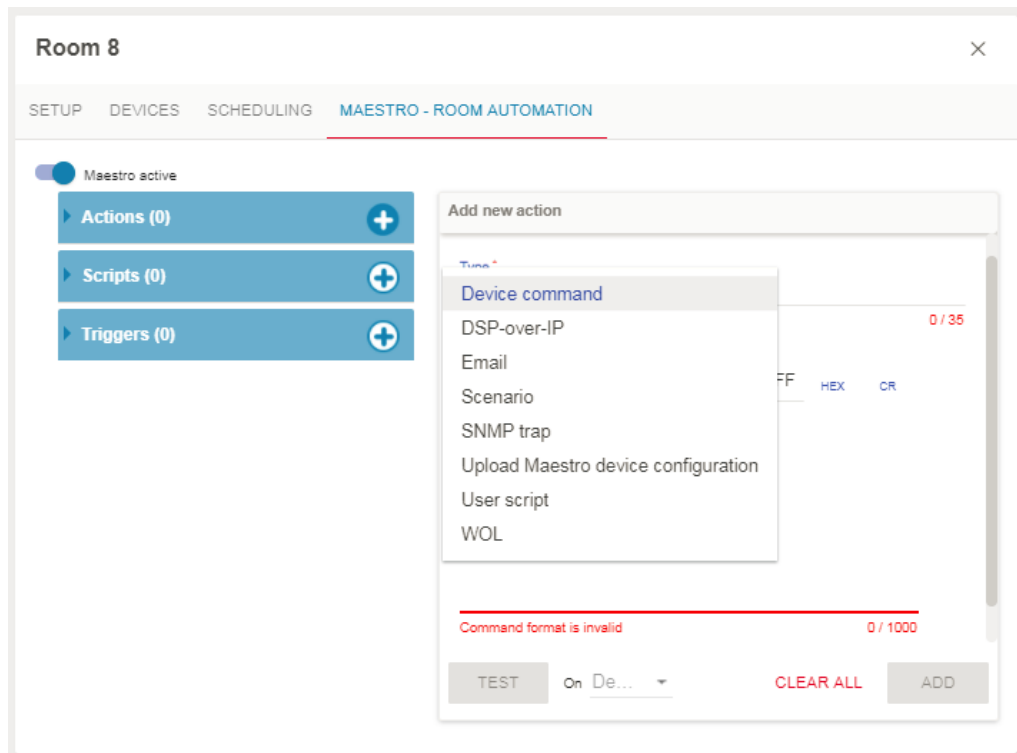 Room 8
SETUP DEVICES SCHEDULING MAESTRO - ROOM AUTOMATION
Maestro active
Actions (0)
Scripts (0)
Triggers (0)
Add new action
Type *
Device command
DSP-over-IP
Email
Scenario
SNMP trap
Upload Maestro device configuration
User script
WOL
0 / 35
HEX CR
Command format is invalid 0 / 1000
TEST On De... CLEAR ALL ADD